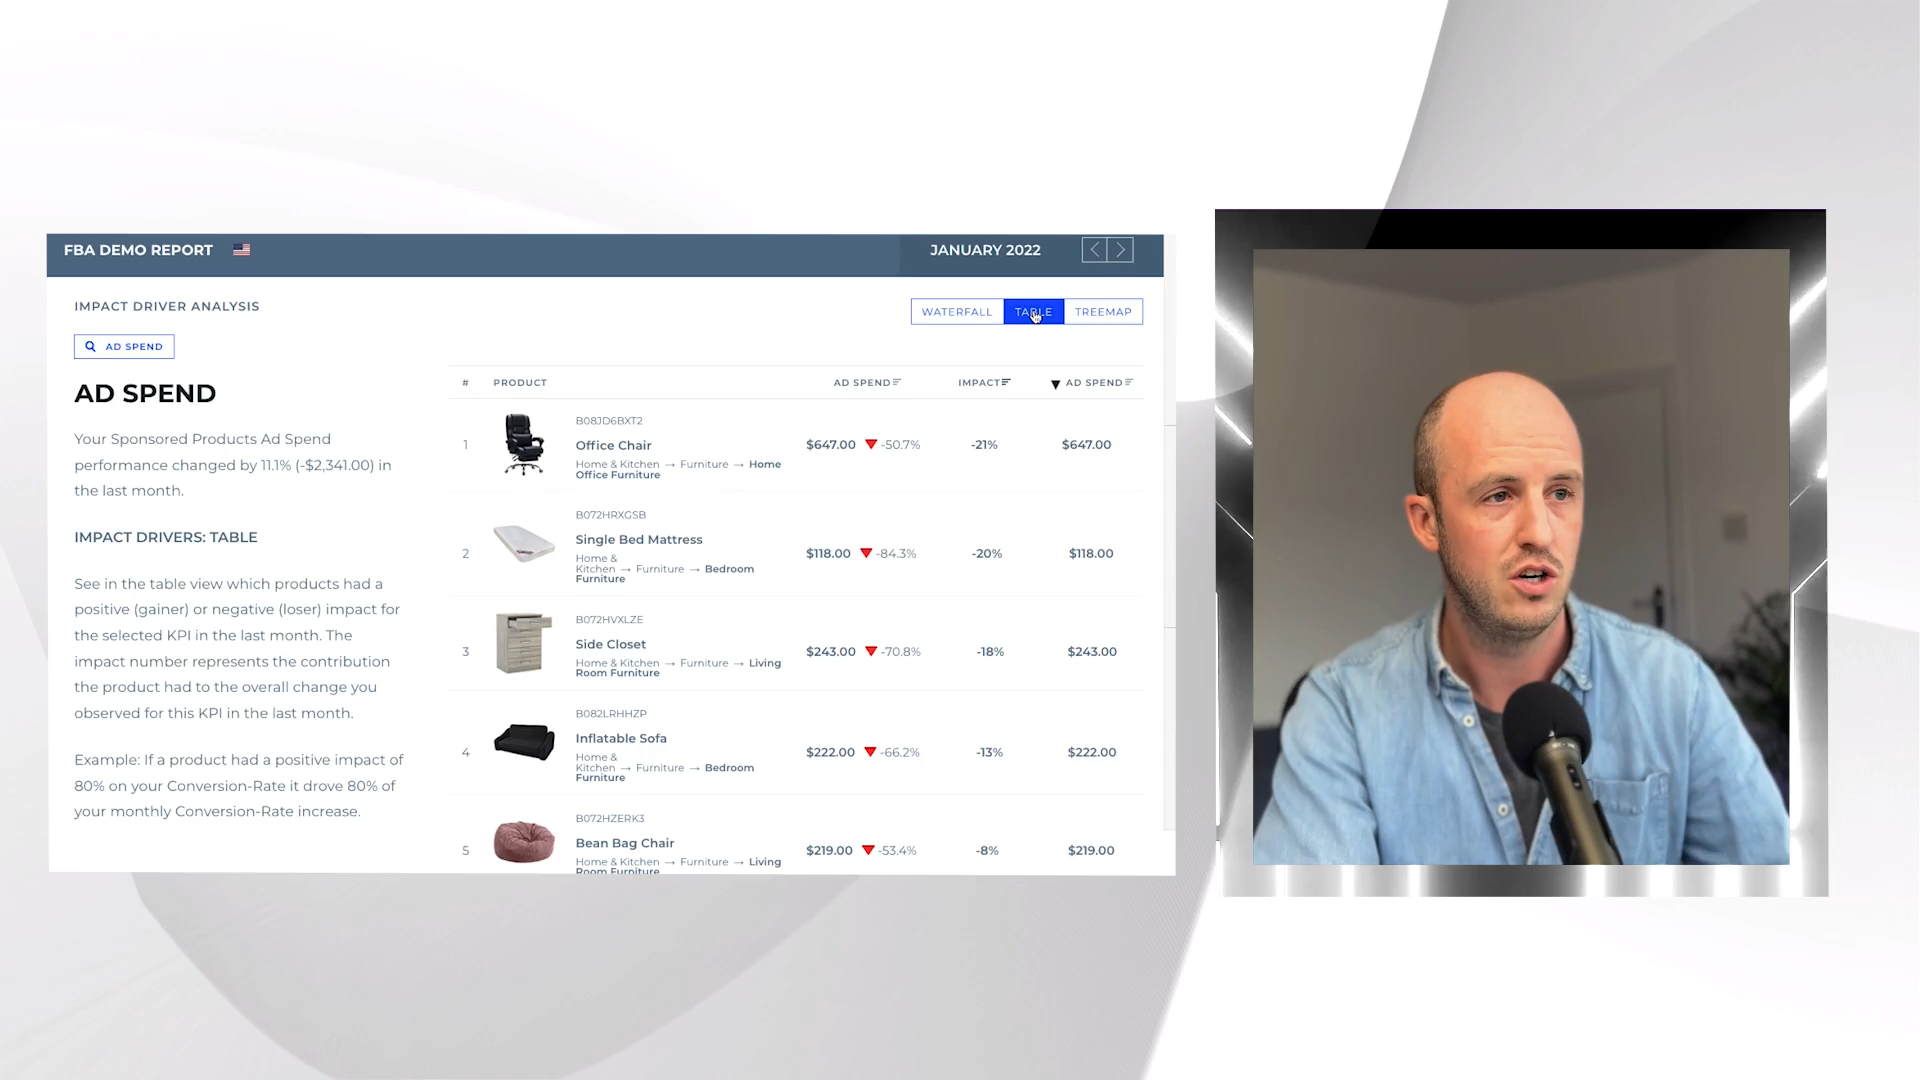 FBA DEMO REPORT
JANUARY 2022
IMPACT DRIVER ANALYSIS
WATERFALL TABLE TREEMAP
AD SPEND
AD SPEND
Your Sponsored Products Ad Spend
performance changed by 11.1% (-$2,341.00) in
the last month.
IMPACT DRIVERS: TABLE
See in the table view which products had a
positive (gainer) or negative (loser) impact for
the selected KPI in the last month. The
impact number represents the contribution
the product had to the overall change you
observed for this KPI in the last month.
Example: If a product had a positive impact of
80% on your Conversion-Rate it drove 80% of
your monthly Conversion-Rate increase.
# PRODUCT AD SPEND IMPACT AD SPEND
B08JD6BXT2
1 Office Chair $647.00 -50.7% -21% $647.00
Home & Kitchen → Furniture → Home
Office Furniture
B072HRXGSB
2 Single Bed Mattress $118.00 -84.3% -20% $118.00
Home &
Kitchen → Furniture → Bedroom
Furniture
B072HVXLZE
3 Side Closet $243.00 -70.8% -18% $243.00
Home & Kitchen → Furniture → Living
Room Furniture
B082LRHHZP
4 Inflatable Sofa $222.00 -66.2% -13% $222.00
Home &
Kitchen → Furniture → Bedroom
Furniture
B072HZERK3
5 Bean Bag Chair $219.00 -53.4% -8% $219.00
Home & Kitchen → Furniture → Living
Room Furniture